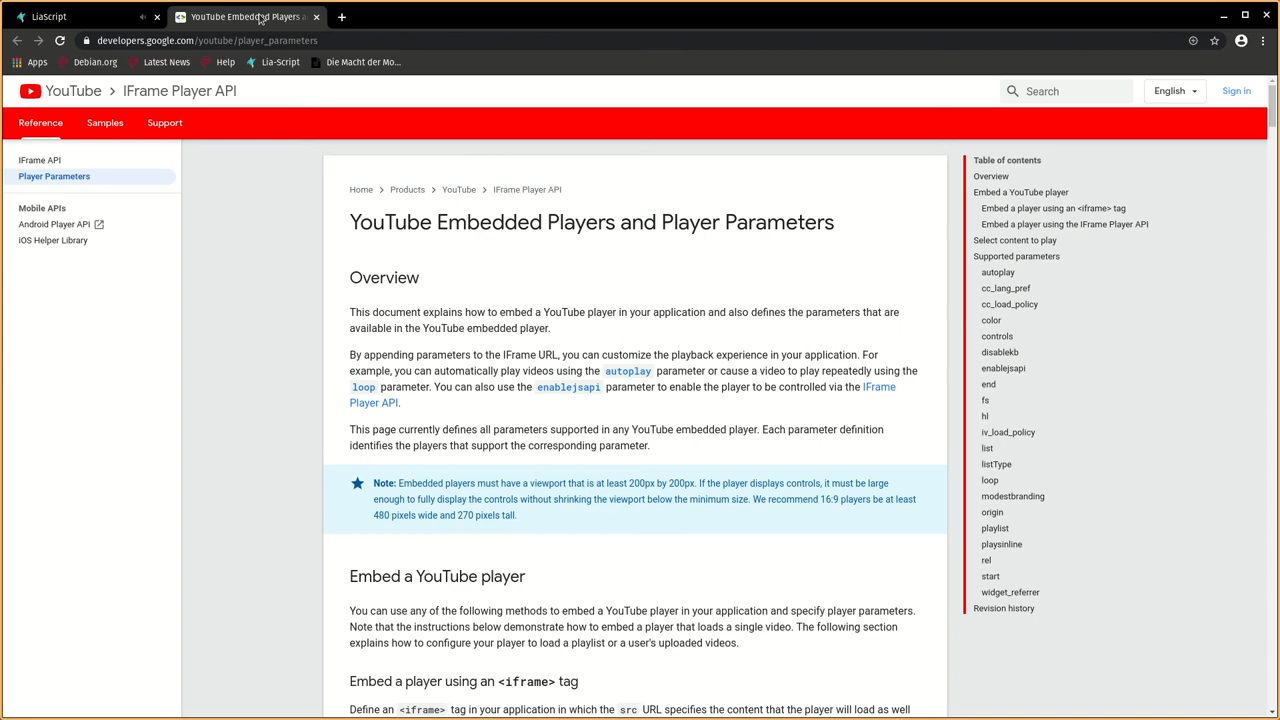 LiaScript
YouTube Embedded Players a
developers.google.com/youtube/player_parameters
Apps
Debian.org
Latest News
Help
Lia-Script
Die Macht der Mo...
YouTube
IFrame Player API
Search
English
Sign in
Reference
Samples
Support
IFrame API
Player Parameters
Mobile APIs
Android Player API
iOS Helper Library
Home
Products
YouTube
IFrame Player API
YouTube Embedded Players and Player Parameters
Overview
This document explains how to embed a YouTube player in your application and also defines the parameters that are
available in the YouTube embedded player.
By appending parameters to the IFrame URL, you can customize the playback experience in your application. For
example, you can automatically play videos using the autoplay parameter or cause a video to play repeatedly using the
loop parameter. You can also use the enablejsapi parameter to enable the player to be controlled via the IFrame
Player API.
This page currently defines all parameters supported in any YouTube embedded player. Each parameter definition
identifies the players that support the corresponding parameter.
Note: Embedded players must have a viewport that is at least 200px by 200px. If the player displays controls, it must be large
enough to fully display the controls without shrinking the viewport below the minimum size. We recommend 16:9 players be at least
480 pixels wide and 270 pixels tall.
Embed a YouTube player
You can use any of the following methods to embed a YouTube player in your application and specify player parameters.
Note that the instructions below demonstrate how to embed a player that loads a single video. The following section
explains how to configure your player to load a playlist or a user's uploaded videos.
Embed a player using an <iframe> tag
Define an <iframe> tag in your application in which the src URL specifies the content that the player will load as well
Table of contents
Overview
Embed a YouTube player
Embed a player using an <iframe> tag
Embed a player using the IFrame Player API
Select content to play
Supported parameters
autoplay
cc_lang_pref
cc_load_policy
color
controls
disablekb
enablejsapi
end
fs
hl
iv_load_policy
list
listType
loop
modestbranding
origin
playlist
playsinline
rel
start
widget_referrer
Revision history